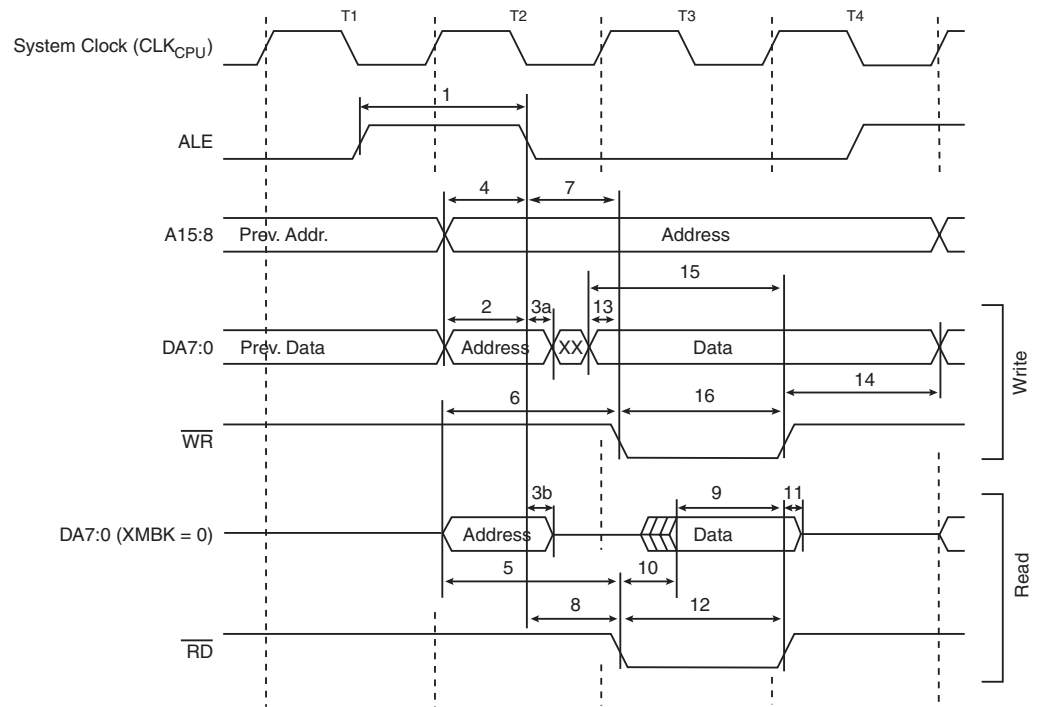 T1 T2 T3 T4
System Clock (CLKCPU)
1
ALE
4 7
A15:8 Prev. Addr. Address
15
2 3a 13
DA7:0 Prev. Data Address XX Data
14
6 16
WR
Write
3b 9 11
DA7:0 (XMBK = 0) Address Data
5 10
8 12
RD
Read